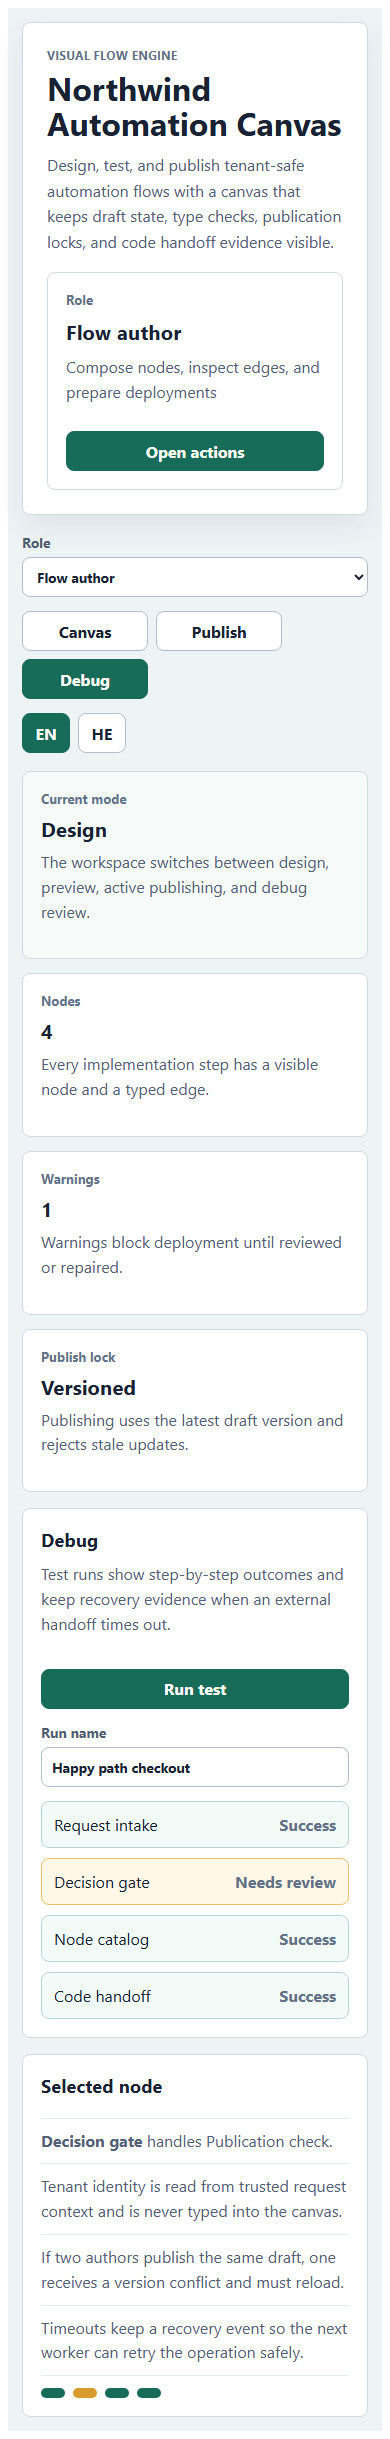 VISUAL FLOW ENGINE
Northwind
Automation Canvas
Design, test, and publish tenant-safe
automation flows with a canvas that
keeps draft state, type checks, publication
locks, and code handoff evidence visible.
Role
Flow author
Compose nodes, inspect edges, and
prepare deployments
Open actions
Role
Flow author
Canvas
Publish
Debug
EN
HE
Current mode
Design
The workspace switches between design,
preview, active publishing, and debug
review.
Nodes
4
Every implementation step has a visible
node and a typed edge.
Warnings
1
Warnings block deployment until reviewed
or repaired.
Publish lock
Versioned
Publishing uses the latest draft version and
rejects stale updates.
Debug
Test runs show step-by-step outcomes and
keep recovery evidence when an external
handoff times out.
Run test
Run name
Happy path checkout
Request intake Success
Decision gate Needs review
Node catalog Success
Code handoff Success
Selected node
Decision gate handles Publication check.
Tenant identity is read from trusted request
context and is never typed into the canvas.
If two authors publish the same draft, one
receives a version conflict and must reload.
Timeouts keep a recovery event so the next
worker can retry the operation safely.